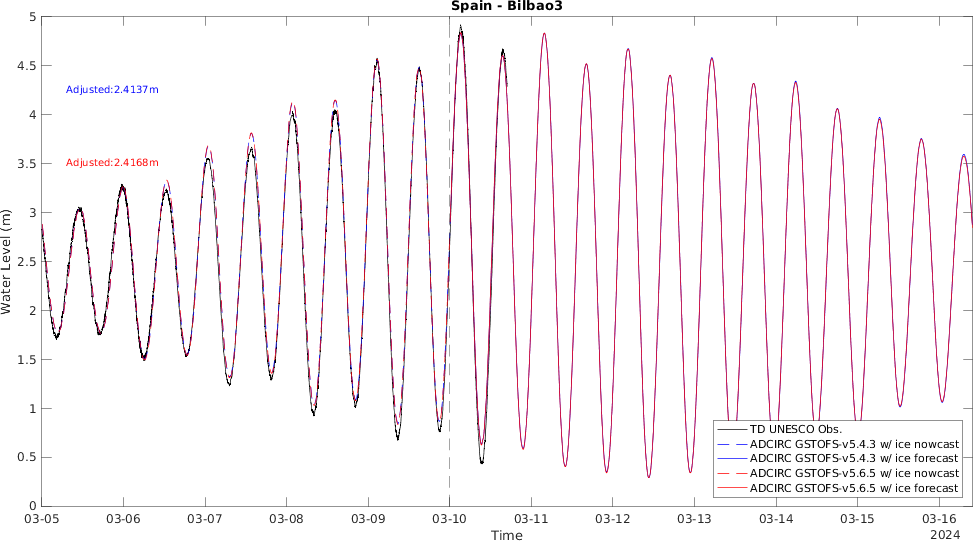 Spain - Bilbao3
5
4.5
4
3.5
3
2.5
2
1.5
1
0.5
0
Water Level (m)
Adjusted:2.4137m
Adjusted:2.4168m
TD UNESCO Obs.
ADCIRC GSTOFS-v5.4.3 w/ ice nowcast
ADCIRC GSTOFS-v5.4.3 w/ ice forecast
ADCIRC GSTOFS-v5.6.5 w/ ice nowcast
ADCIRC GSTOFS-v5.6.5 w/ ice forecast
03-05 03-06 03-07 03-08 03-09 03-10 03-11 03-12 03-13 03-14 03-15 03-16
Time
2024